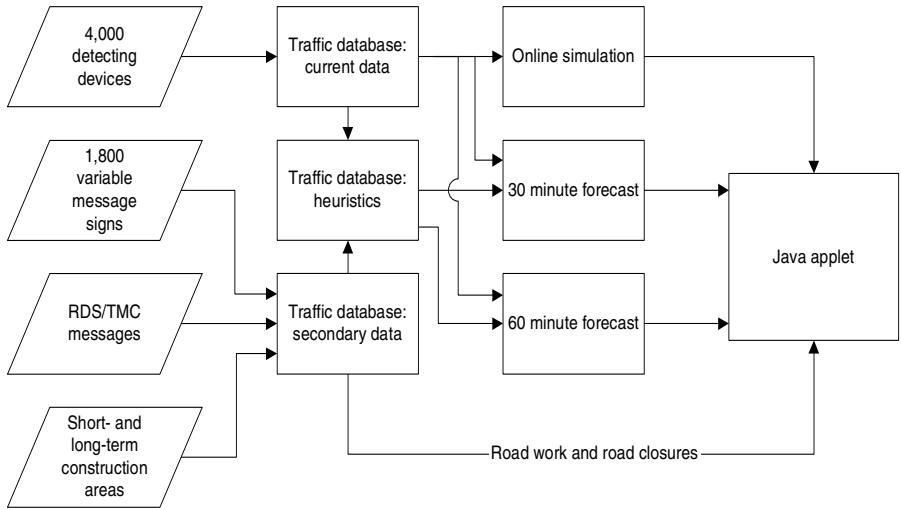 4,000
detecting
devices
Traffic database:
current data
Online simulation
1,800
variable
message
signs
Traffic database:
heuristics
30 minute forecast
Java applet
RDS/TMC
messages
Traffic database:
secondary data
60 minute forecast
Short- and
long-term
construction
areas
Road work and road closures